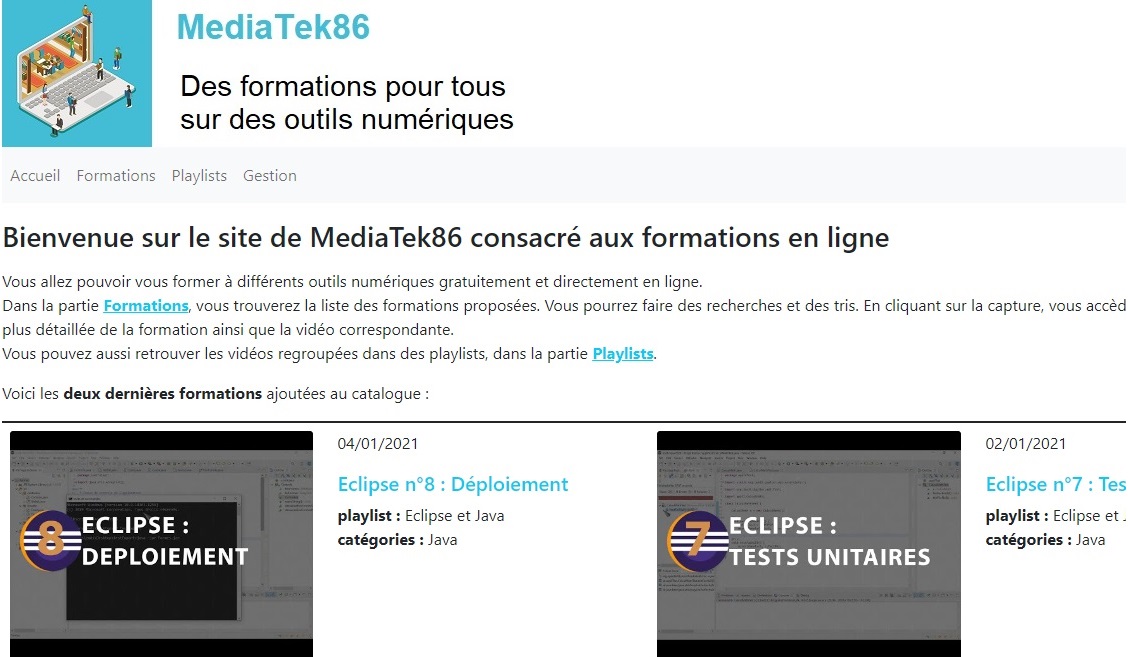 MediaTek86
Des formations pour tous
sur des outils numériques
Accueil Formations Playlists Gestion
Bienvenue sur le site de MediaTek86 consacré aux formations en ligne
Vous allez pouvoir vous former à différents outils numériques gratuitement et directement en ligne.
Dans la partie Formations, vous trouverez la liste des formations proposées. Vous pourrez faire des recherches et des tris. En cliquant sur la capture, vous accèd
plus détaillée de la formation ainsi que la vidéo correspondante.
Vous pouvez aussi retrouver les vidéos regroupées dans des playlists, dans la partie Playlists.
Voici les deux dernières formations ajoutées au catalogue :
8 ECLIPSE :
DEPLOIEMENT
04/01/2021
Eclipse n°8 : Déploiement
playlist : Eclipse et Java
catégories : Java
7 ECLIPSE :
TESTS UNITAIRES
02/01/2021
Eclipse n°7 : Tes
playlist : Eclipse et J
catégories : Java